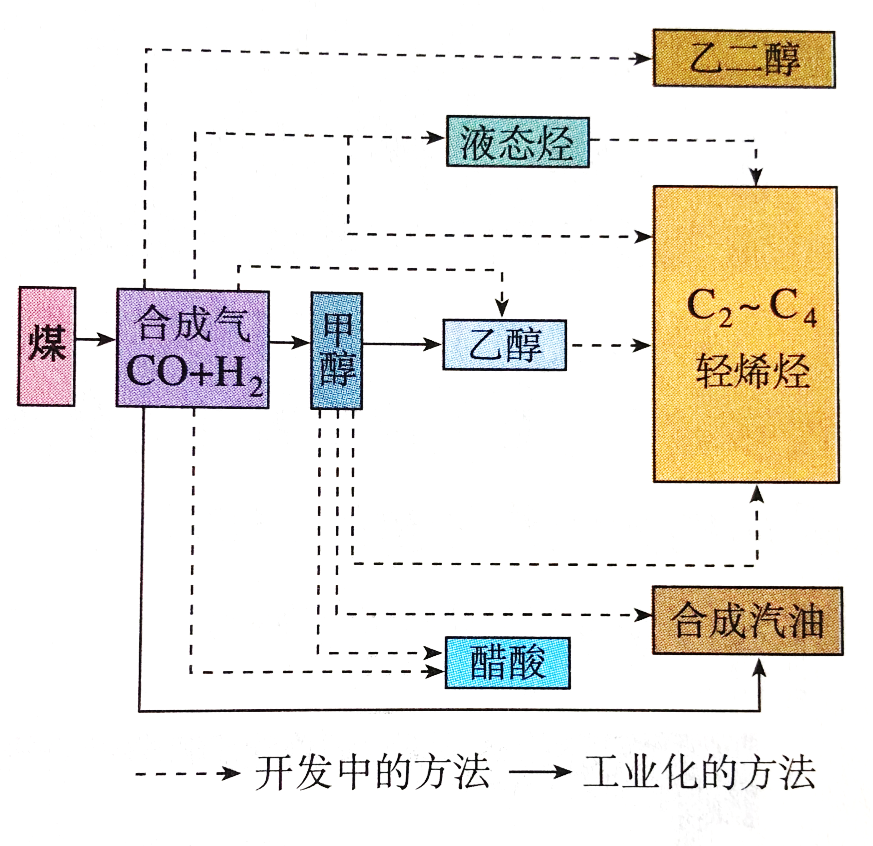 乙二醇
液态烃
煤
合成气
CO+H₂
甲
醇
乙醇
C₂~C₄
轻烯烃
合成汽油
醋酸
开发中的方法
工业化的方法